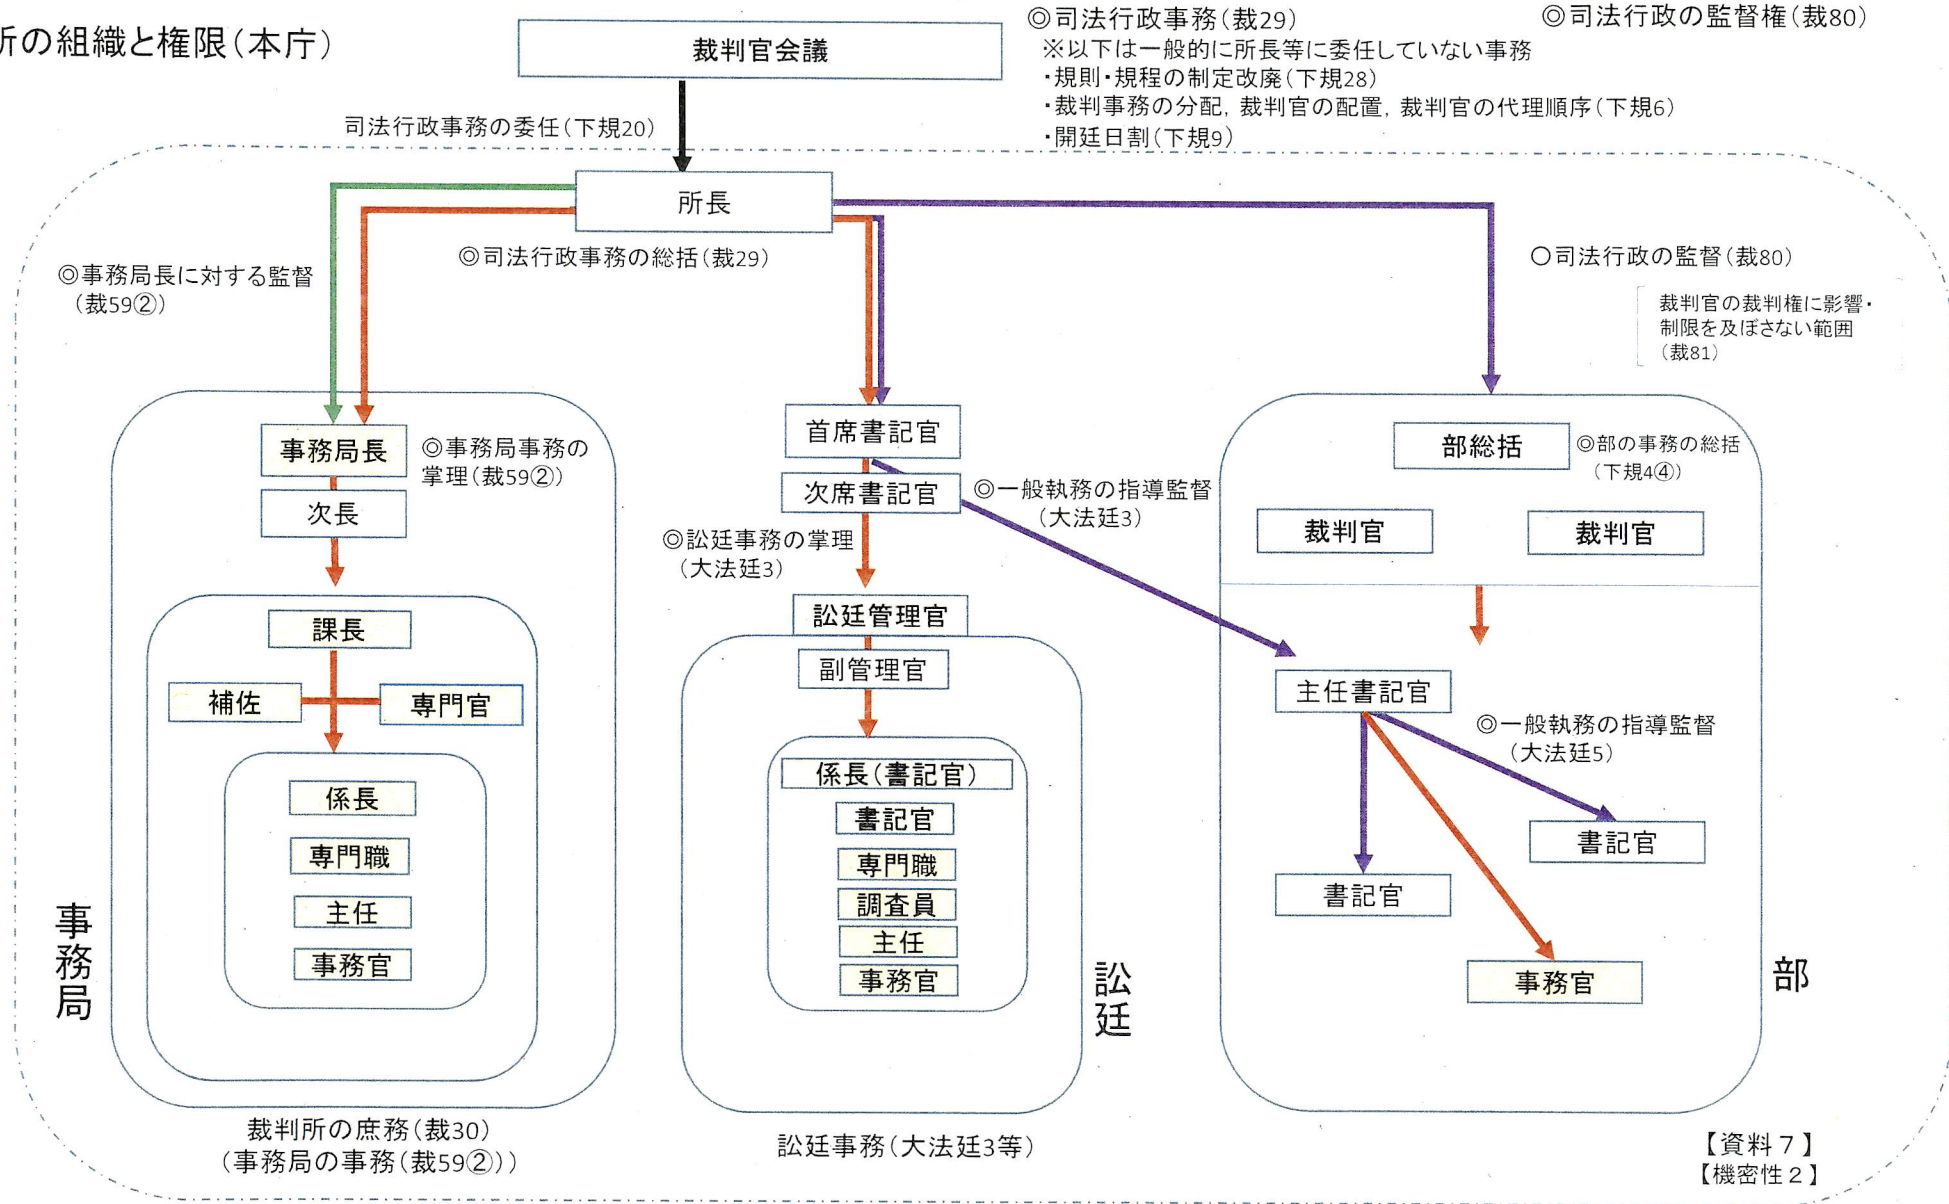 所の組織と権限(本庁)
裁判官会議
◎司法行政事務(裁29)
◎司法行政の監督権(裁80)
※以下は一般的に所長等に委任していない事務
・規則・規程の制定改廃(下規28)
・裁判事務の分配, 裁判官の配置, 裁判官の代理順序(下規6)
・開廷日割(下規9)
司法行政事務の委任(下規20)
所長
◎司法行政事務の総括(裁29)
◎事務局長に対する監督
(裁59②)
〇司法行政の監督(裁80)
裁判官の裁判権に影響・
制限を及ぼさない範囲
(裁81)
事務局長
◎事務局事務の
掌理(裁59②)
次長
課長
補佐
専門官
係長
専門職
主任
事務官
事務局
裁判所の庶務(裁30)
(事務局の事務(裁59②))
首席書記官
次席書記官
◎一般執務の指導監督
(大法廷3)
◎訟廷事務の掌理
(大法廷3)
訟廷管理官
副管理官
係長(書記官)
書記官
専門職
調査員
主任
事務官
訟廷
訟廷事務(大法廷3等)
部総括
◎部の事務の総括
(下規4④)
裁判官
裁判官
主任書記官
◎一般執務の指導監督
(大法廷5)
書記官
書記官
事務官
部
【資料7】
【機密性2】